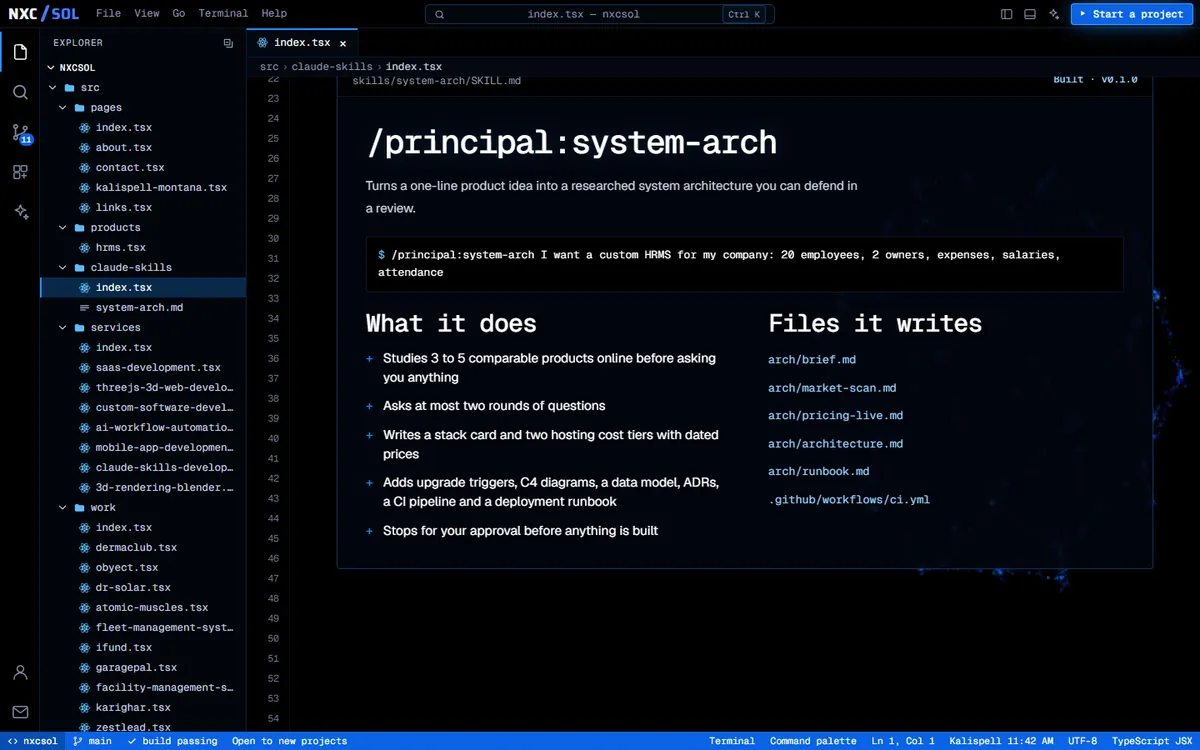 NXC/SOL File View Go Terminal Help
index.tsx — nxcsol Ctrl K
Start a project
EXPLORER
NXCSOL
src
pages
index.tsx
about.tsx
contact.tsx
kalispell-montana.tsx
links.tsx
products
hrms.tsx
claude-skills
index.tsx
system-arch.md
services
index.tsx
saas-development.tsx
threejs-3d-web-develo…
custom-software-devel…
ai-workflow-automatio…
mobile-app-developmen…
claude-skills-develop…
3d-rendering-blender.…
work
index.tsx
dermaclub.tsx
obyect.tsx
dr-solar.tsx
atomic-muscles.tsx
fleet-management-syst…
ifund.tsx
garagepal.tsx
facility-management-s…
karighar.tsx
zestlead.tsx
11
index.tsx ×
src › claude-skills › index.tsx
22
23
24
25
26
27
28
29
30
31
32
33
34
35
36
37
38
39
40
41
42
43
44
45
46
47
48
49
50
51
52
53
54
skills/system-arch/SKILL.md
Built · v0.1.0
/principal:system-arch
Turns a one-line product idea into a researched system architecture you can defend in
a review.
$ /principal:system-arch I want a custom HRMS for my company: 20 employees, 2 owners, expenses, salaries,
attendance
What it does
+ Studies 3 to 5 comparable products online before asking
you anything
+ Asks at most two rounds of questions
+ Writes a stack card and two hosting cost tiers with dated
prices
+ Adds upgrade triggers, C4 diagrams, a data model, ADRs,
a CI pipeline and a deployment runbook
+ Stops for your approval before anything is built
Files it writes
arch/brief.md
arch/market-scan.md
arch/pricing-live.md
arch/architecture.md
arch/runbook.md
.github/workflows/ci.yml
nxcsol main build passing Open to new projects
Terminal Command palette Ln 1, Col 1 Kalispell 11:42 AM UTF-8 TypeScript JSX